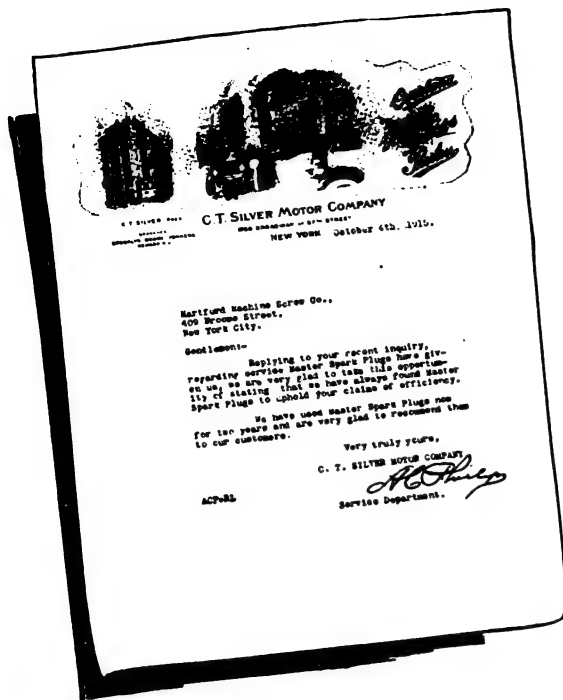 C.T. SILVER PRES.
C.T. SILVER MOTOR COMPANY
NEW YORK October 6th, 1915.
Hartford Machine Screw Co.,
409 Broome Street,
New York City.
Gentlemen:-
Replying to your recent inquiry,
regarding service Master Spark Plugs have giv-
en us, we are very glad to take this opportun-
ity of stating that we have always found Master
Spark Plugs to uphold your claims of efficiency.
We have used Master Spark Plugs now
for two years and are very glad to recommend them
to our customers.
Very truly yours,
C. T. SILVER MOTOR COMPANY
ACP-RL
Service Department.